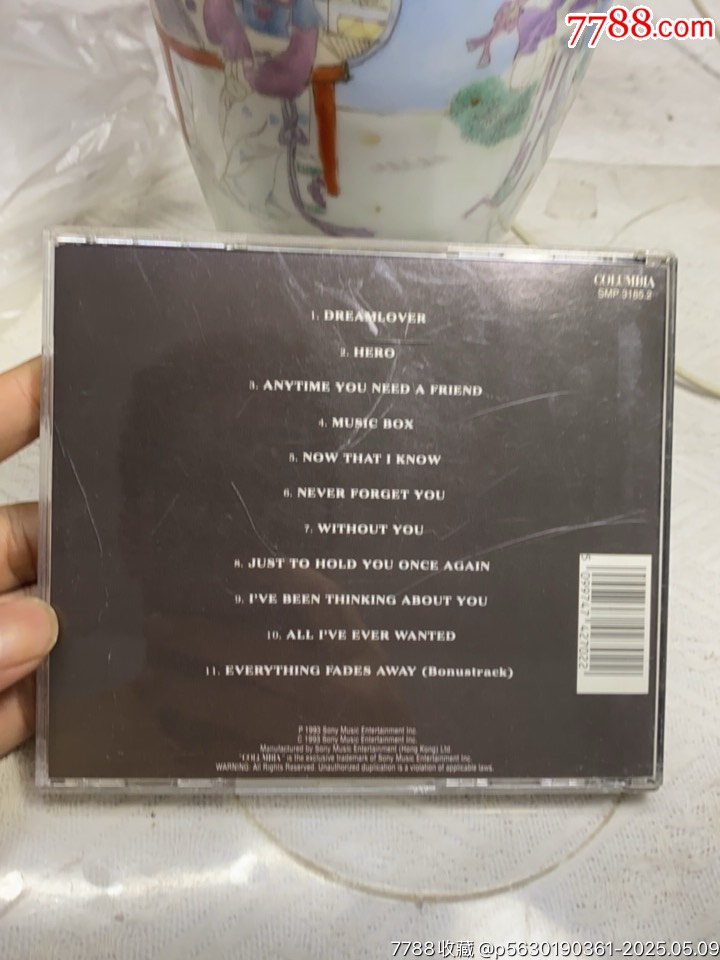 7788.com
COLUMBIA
SMP 3185.2
1. DREAMLOVER
2. HERO
3. ANYTIME YOU NEED A FRIEND
4. MUSIC BOX
5. NOW THAT I KNOW
6. NEVER FORGET YOU
7. WITHOUT YOU
8. JUST TO HOLD YOU ONCE AGAIN
9. I'VE BEEN THINKING ABOUT YOU
10. ALL I'VE EVER WANTED
11. EVERYTHING FADES AWAY (Bonustrack)
5 099747 427022
P 1993 Sony Music Entertainment Inc.
C 1993 Sony Music Entertainment Inc.
Manufactured by Sony Music Entertainment (Hong Kong) Ltd
"COLUMBIA" is the exclusive trademark of Sony Music Entertainment Inc.
WARNING: All Rights Reserved. Unauthorized duplication is a violation of applicable laws.
7788收藏 @p5630190361-2025.05.09